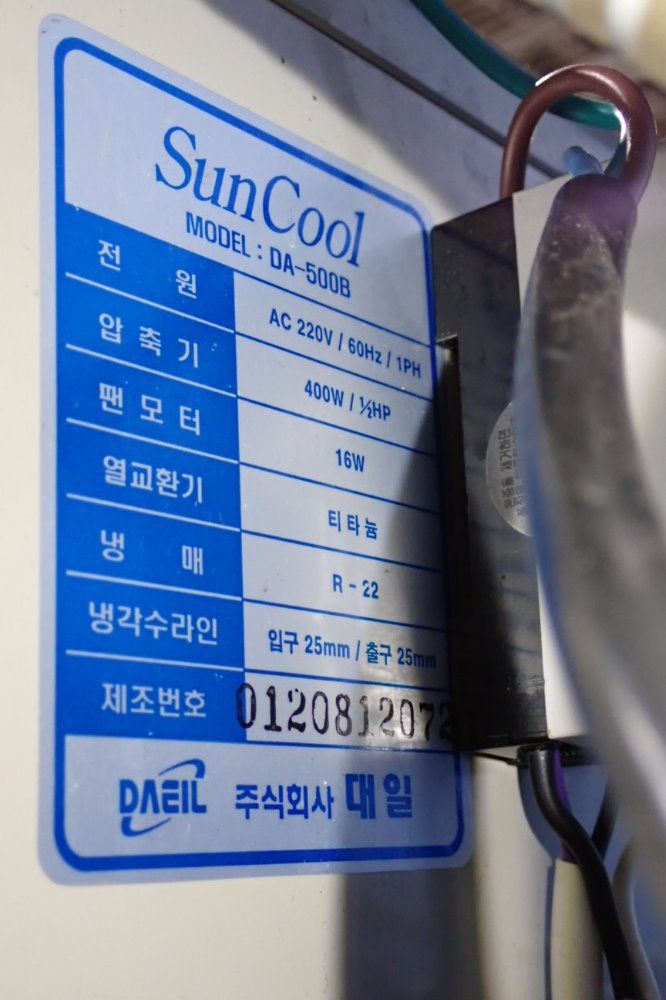 SunCool
MODEL : DA-500B
전 원 AC 220V / 60Hz / 1PH
압 축 기 400W / ½HP
팬 모 터 16W
열교환기 티타늄
냉 매 R - 22
냉각수라인 입구 25mm / 출구 25mm
제조번호
DAEIL 주식회사 대일